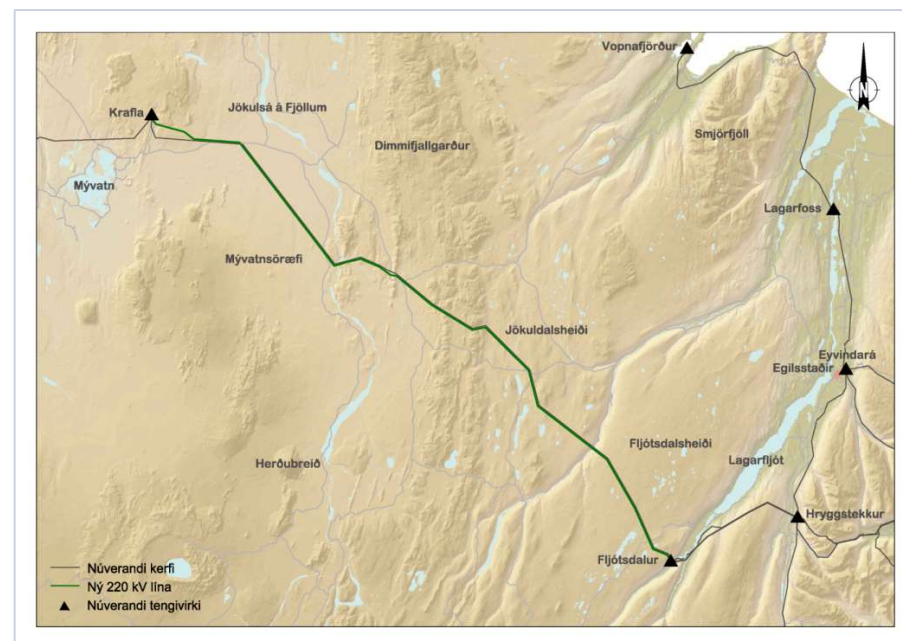 Vopnafjörður
N
Krafla
Jökulsá á Fjöllum
Dimmifjallgarður
Smjörfjöll
Mývatn
Lagarfoss
Mývatnsöræfi
Jökuldalsheiði
Eyvindará
Egilsstaðir
Fljótsdalsheiði
Lagarfljót
Herðubreið
Hryggstekkur
Fljótsdalur
Núverandi kerfi
Ný 220 kV lína
Núverandi tengivirki